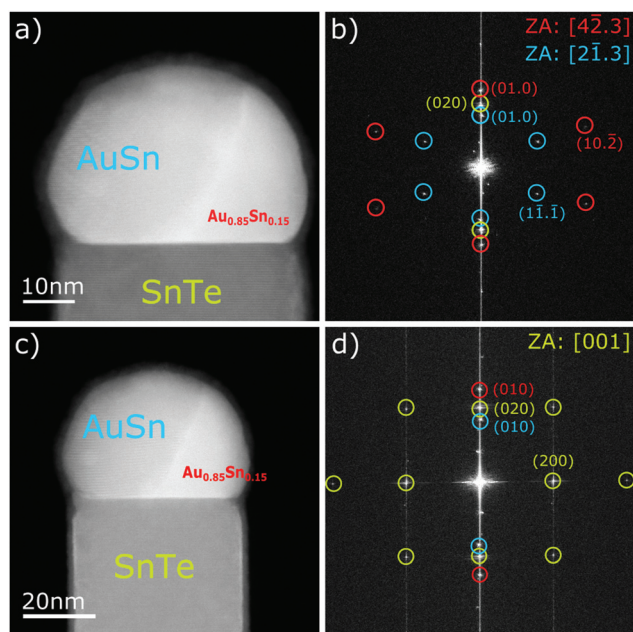 a)
AuSn
Au0.85Sn0.15
SnTe
10nm
b)
ZA: [42̅.3]
ZA: [21̅.3]
(01.0)
(020)
(01.0)
(10.2̅)
(11̅.1̅)
c)
AuSn
Au0.85Sn0.15
SnTe
20nm
d)
ZA: [001]
(010)
(020)
(010)
(200)